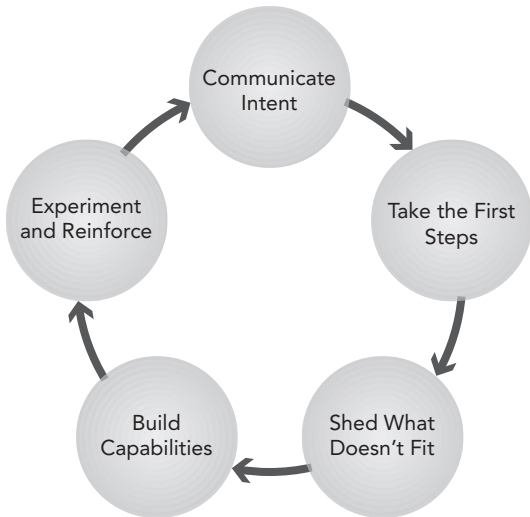 Communicate
Intent
Take the First
Steps
Shed What
Doesn't Fit
Build
Capabilities
Experiment
and Reinforce